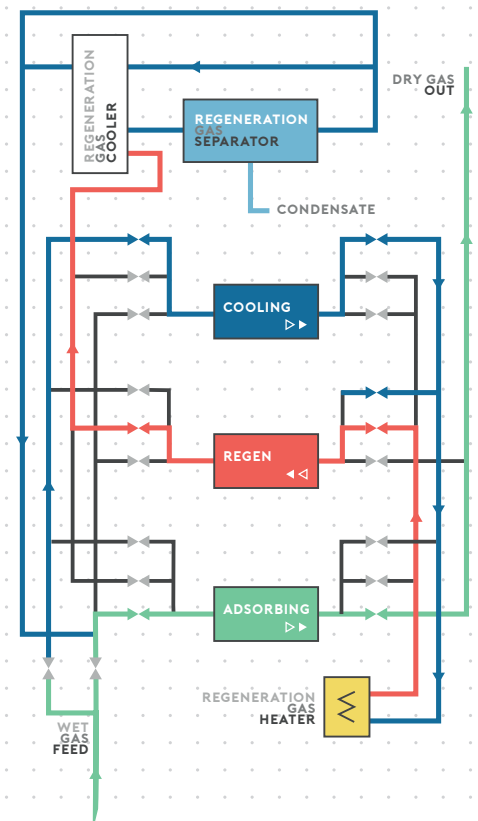 REGENERATION
GAS
COOLER
DRY GAS
OUT
REGENERATION
GAS
SEPARATOR
CONDENSATE
COOLING
REGEN
ADSORBING
REGENERATION
GAS
HEATER
WET
GAS
FEED